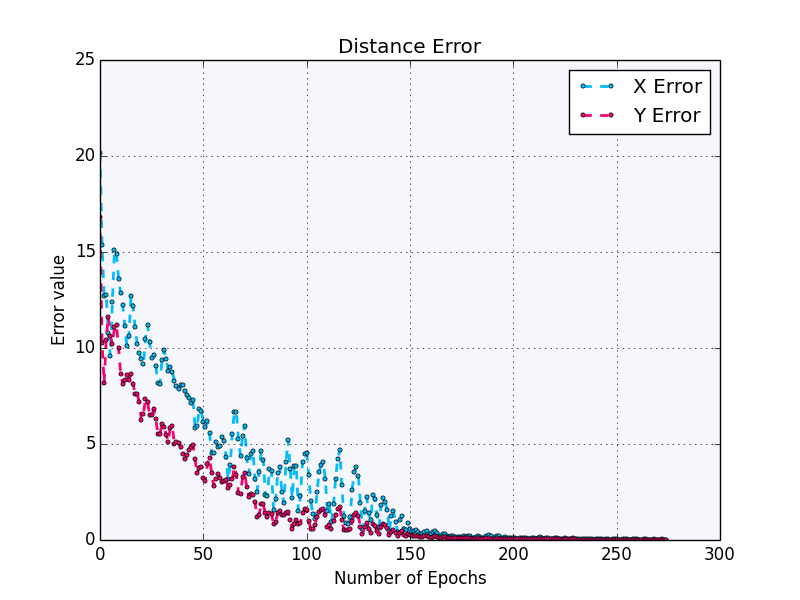 Distance Error
X Error
Y Error
Error value
25
20
15
10
5
0
0 50 100 150 200 250 300
Number of Epochs